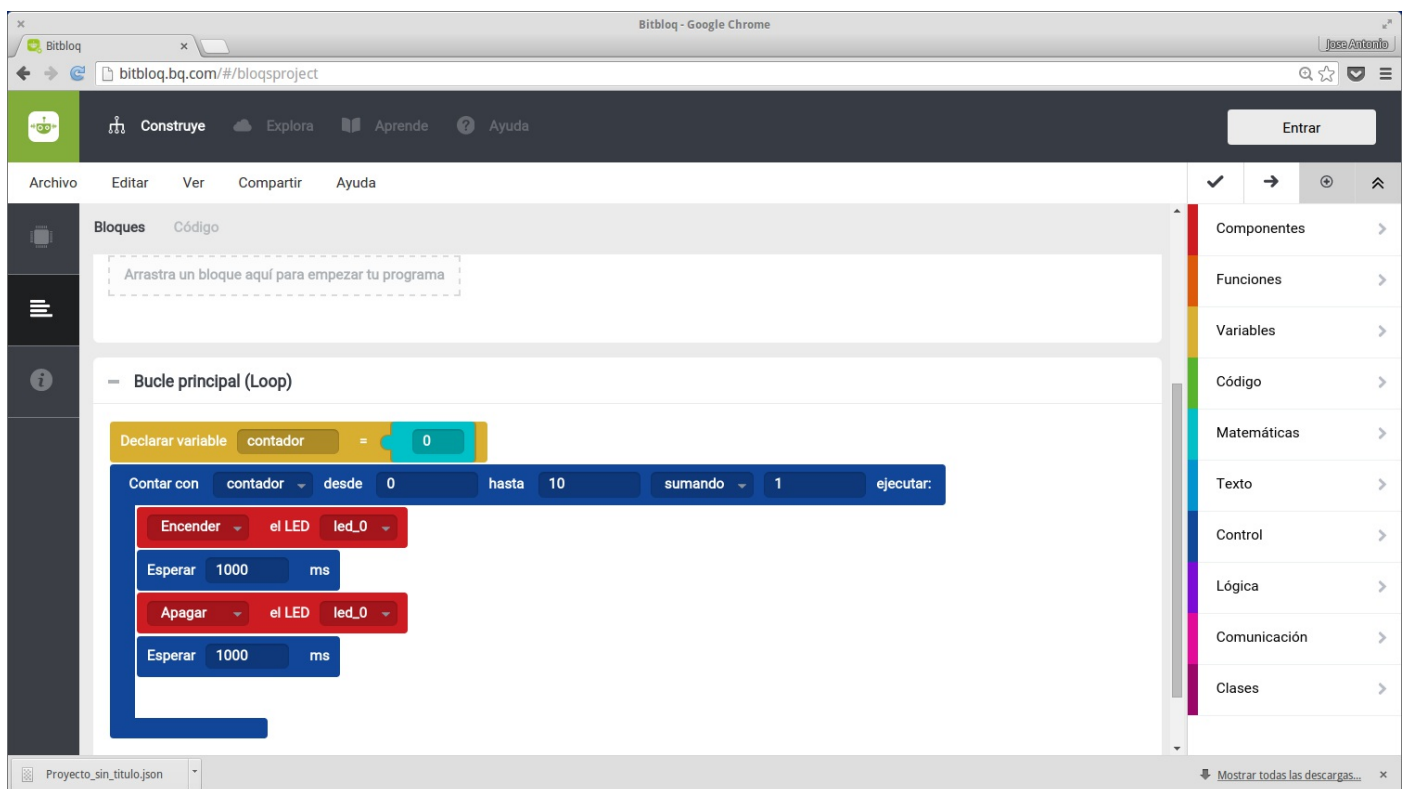 Bitbloq - Google Chrome
Bitbloq
Jose Antonio
bitbloq.bq.com/#/bloqsproject
Construye Explora Aprende Ayuda Entrar
Archivo Editar Ver Compartir Ayuda
Bloques Código
Arrastra un bloque aquí para empezar tu programa
Bucle principal (Loop)
Declarar variable contador = 0
Contar con contador desde 0 hasta 10 sumando 1 ejecutar:
Encender el LED led_0
Esperar 1000 ms
Apagar el LED led_0
Esperar 1000 ms
Componentes
Funciones
Variables
Código
Matemáticas
Texto
Control
Lógica
Comunicación
Clases
Proyecto_sin_titulo.json
Mostrar todas las descargas...